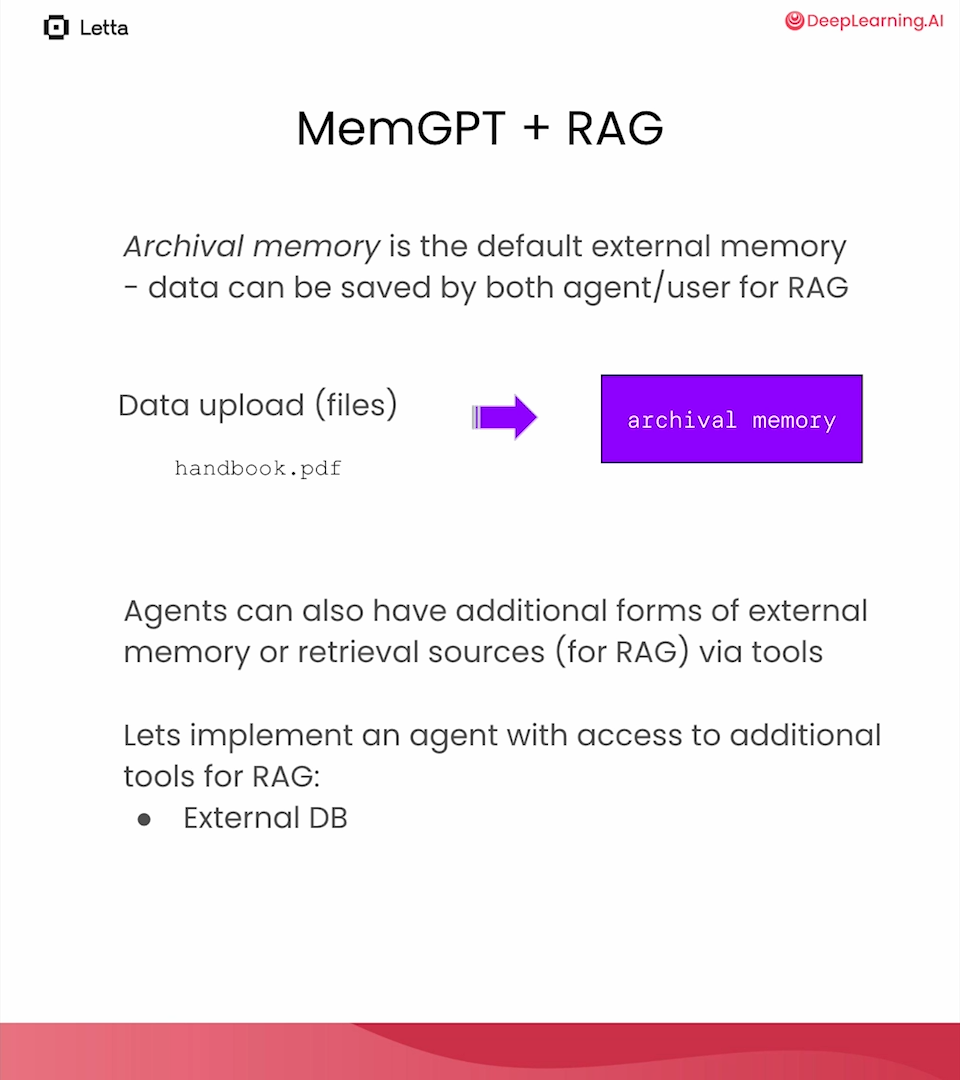 Letta
DeepLearning.AI
MemGPT + RAG
Archival memory is the default external memory
- data can be saved by both agent/user for RAG
Data upload (files)
archival memory
handbook.pdf
Agents can also have additional forms of external
memory or retrieval sources (for RAG) via tools
Lets implement an agent with access to additional
tools for RAG:
● External DB